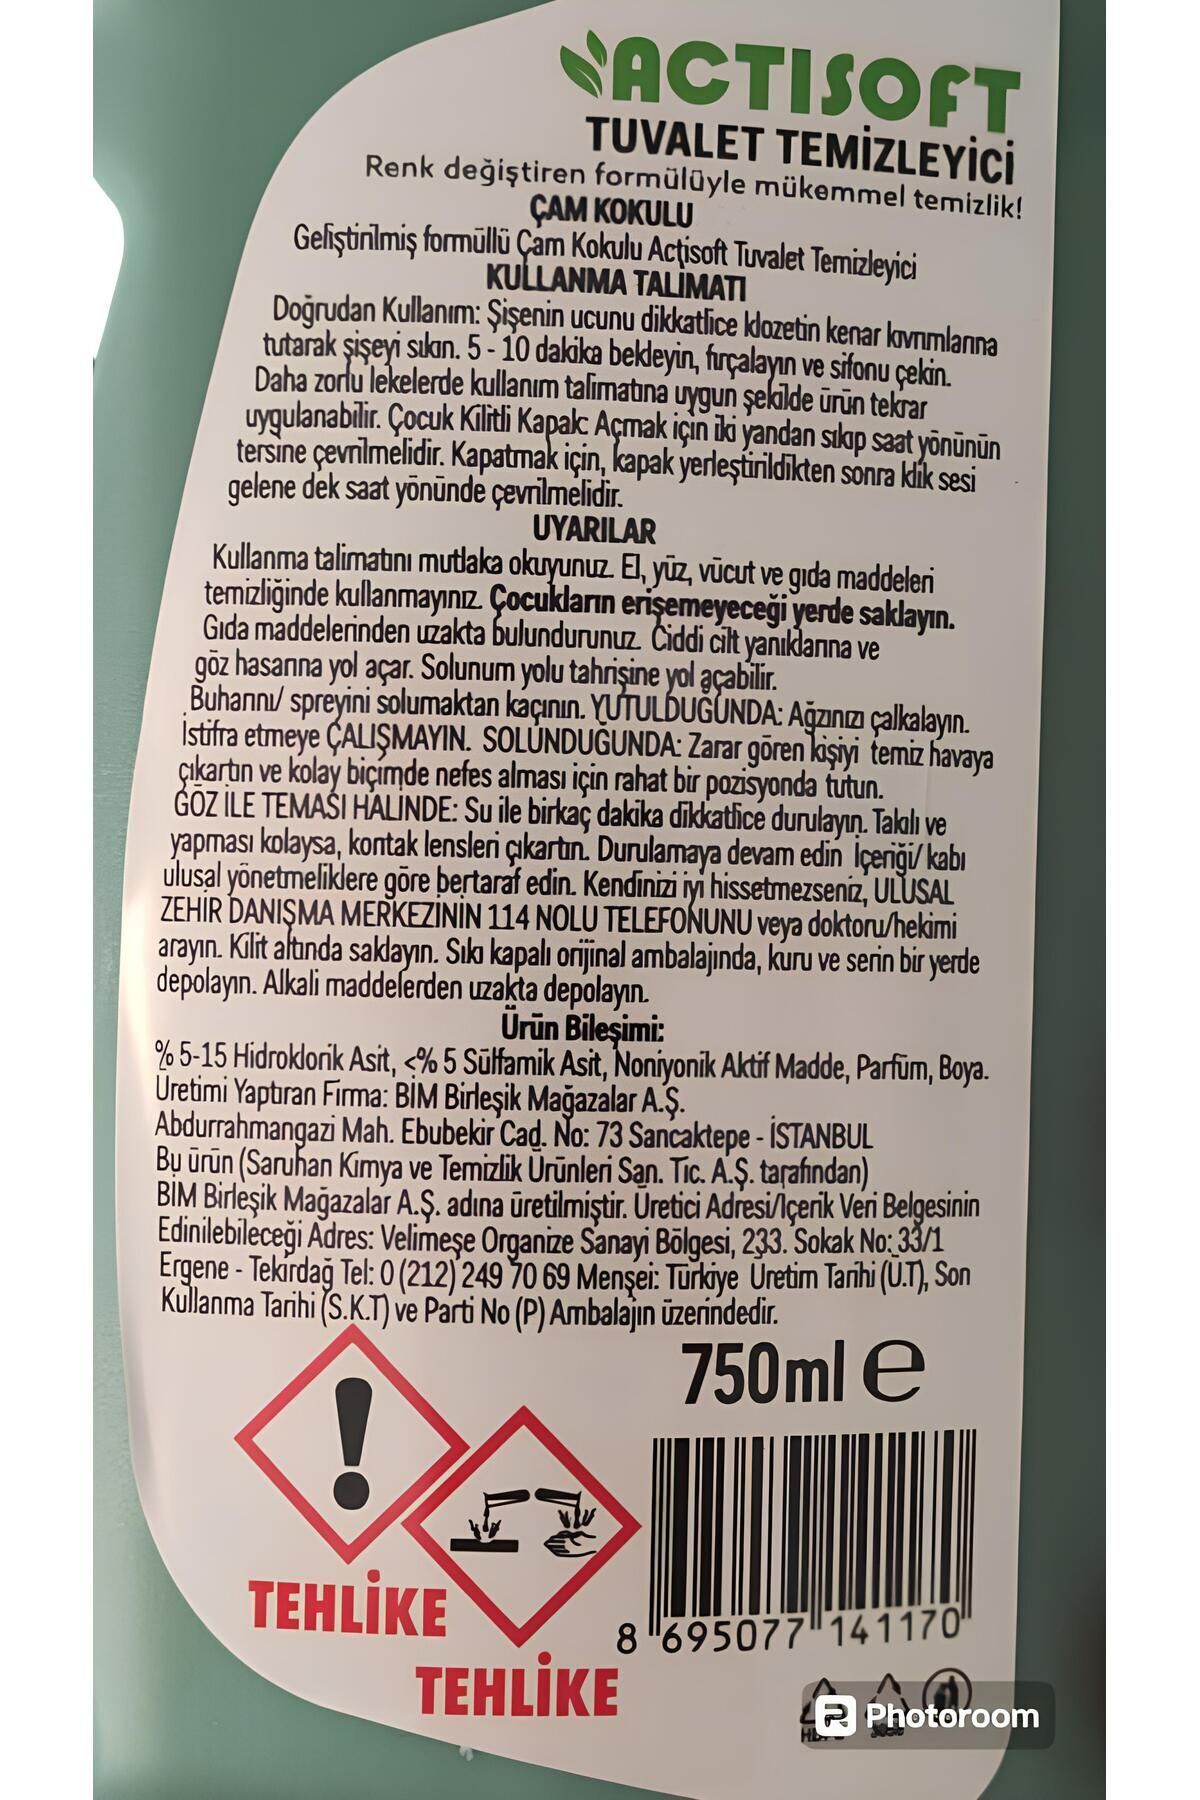 ACTISOFT
TUVALET TEMİZLEYİCİ
Renk değiştiren formülüyle mükemmel temizlik!
ÇAM KOKULU
Geliştirilmiş formüllü Çam Kokulu Actisoft Tuvalet Temizleyici
KULLANMA TALİMATI
Doğrudan Kullanım: Şişenin ucunu dikkatlice klozetin kenar kıvrımlarına
tutarak şişeyi sıkın. 5 - 10 dakika bekleyin, fırçalayın ve sifonu çekin.
Daha zorlu lekelerde kullanım talimatına uygun şekilde ürün tekrar
uygulanabilir. Çocuk Kilitli Kapak: Açmak için iki yandan sıkıp saat yönünün
tersine çevrilmelidir. Kapatmak için, kapak yerleştirildikten sonra klik sesi
gelene dek saat yönünde çevrilmelidir.
UYARILAR
Kullanma talimatını mutlaka okuyunuz. El, yüz, vücut ve gıda maddeleri
temizliğinde kullanmayınız. Çocukların erişemeyeceği yerde saklayın.
Gıda maddelerinden uzakta bulundurunuz. Ciddi cilt yanıklarına ve
göz hasarına yol açar. Solunum yolu tahrişine yol açabilir.
Buharını/ spreyini solumaktan kaçının. YUTULDUĞUNDA: Ağzınızı çalkalayın.
İstifra etmeye ÇALIŞMAYIN. SOLUNDUĞUNDA: Zarar gören kişiyi temiz havaya
çıkartın ve kolay biçimde nefes alması için rahat bir pozisyonda tutun.
GÖZ İLE TEMASI HALİNDE: Su ile birkaç dakika dikkatlice durulayın. Takılı ve
yapması kolaysa, kontak lensleri çıkartın. Durulamaya devam edin İçeriği/ kabı
ulusal yönetmeliklere göre bertaraf edin. Kendinizi iyi hissetmezseniz, ULUSAL
ZEHİR DANIŞMA MERKEZİNİN 114 NOLU TELEFONUNU veya doktoru/hekimi
arayın. Kilit altında saklayın. Sıkı kapalı orijinal ambalajında, kuru ve serin bir yerde
depolayın. Alkali maddelerden uzakta depolayın.
Ürün Bileşimi:
% 5-15 Hidroklorik Asit, <% 5 Sülfamik Asit, Noniyonik Aktif Madde, Parfüm, Boya.
Üretimi Yaptıran Firma: BİM Birleşik Mağazalar A.Ş.
Abdurrahmangazi Mah. Ebubekir Cad. No: 73 Sancaktepe - İSTANBUL
Bu ürün (Saruhan Kimya ve Temizlik Ürünleri San. Tic. A.Ş. tarafından)
BİM Birleşik Mağazalar A.Ş. adına üretilmiştir. Üretici Adresi/İçerik Veri Belgesinin
Edinilebileceği Adres: Velimeşe Organize Sanayi Bölgesi, 233. Sokak No: 33/1
Ergene - Tekirdağ Tel: 0 (212) 249 70 69 Menşei: Türkiye Üretim Tarihi (Ü.T), Son
Kullanma Tarihi (S.K.T) ve Parti No (P) Ambalajın üzerindedir.
750ml e
TEHLİKE
TEHLİKE
8 695077 141170
Photoroom